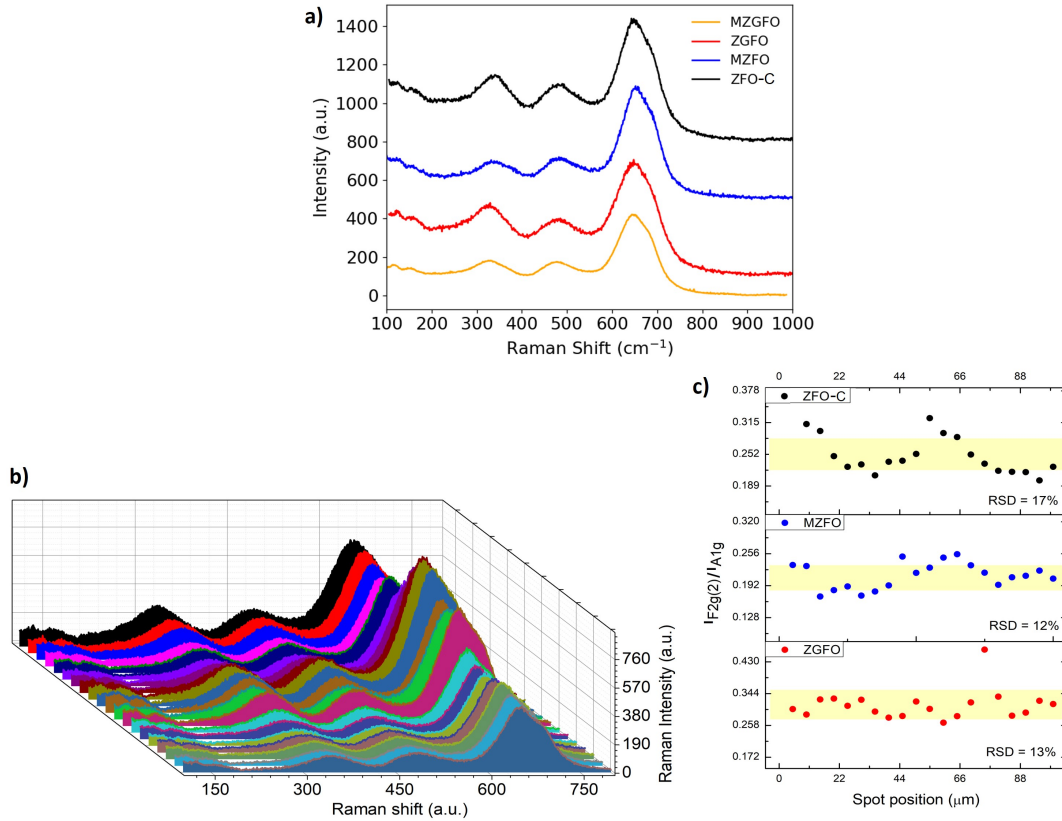 a)
MZGFO
ZGFO
MZFO
ZFO-C
1400
1200
1000
800
600
400
200
0
Intensity (a.u.)
100 200 300 400 500 600 700 800 900 1000
Raman Shift (cm⁻¹)
b)
760
570
380
190
0
Raman Intensity (a.u.)
150 300 450 600 750
Raman shift (a.u.)
c)
0 22 44 66 88
0.378
0.315
0.252
0.189
ZFO-C
RSD = 17%
0.320
0.256
0.192
0.128
MZFO
RSD = 12%
0.430
0.344
0.258
0.172
ZGFO
RSD = 13%
I_F2g(2)/I_A1g
0 22 44 66 88
Spot position (μm)